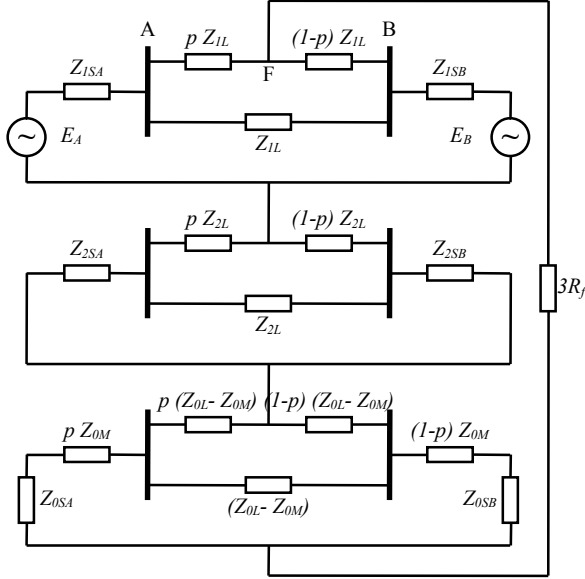 A B
p Z1L (1-p) Z1L
Z1SA F Z1SB
~ EA Z1L EB ~
p Z2L (1-p) Z2L
Z2SA Z2SB
Z2L
3Rf
p (Z0L- Z0M) (1-p) (Z0L- Z0M)
p Z0M (1-p) Z0M
Z0SA (Z0L- Z0M) Z0SB